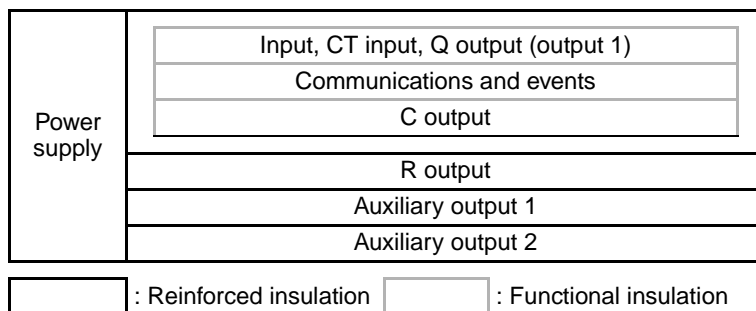 Input, CT input, Q output (output 1)
Communications and events
C output
Power
supply
R output
Auxiliary output 1
Auxiliary output 2
: Reinforced insulation
: Functional insulation